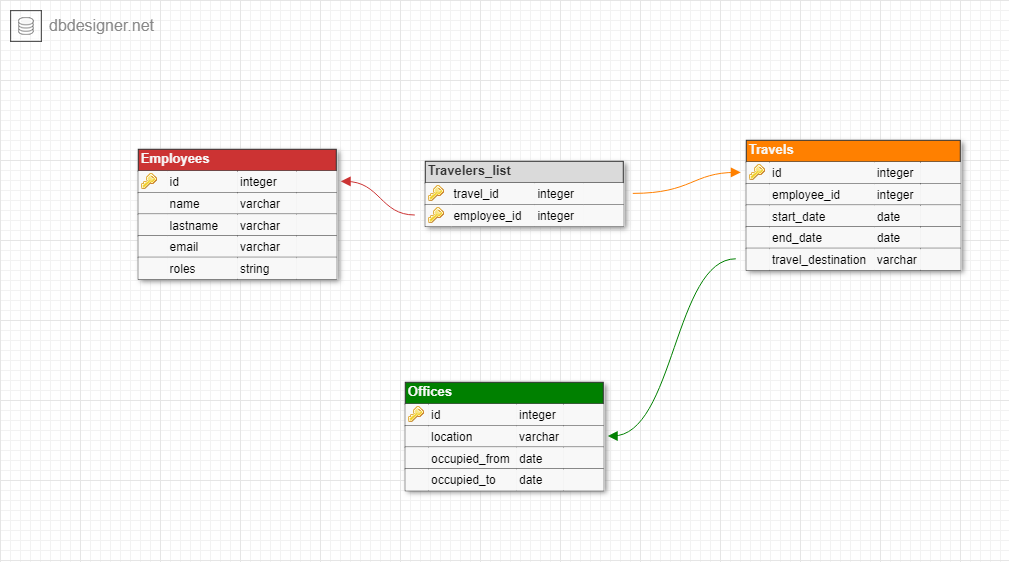 dbdesigner.net
Employees
id integer
name varchar
lastname varchar
email varchar
roles string
Travelers_list
travel_id integer
employee_id integer
Travels
id integer
employee_id integer
start_date date
end_date date
travel_destination varchar
Offices
id integer
location varchar
occupied_from date
occupied_to date